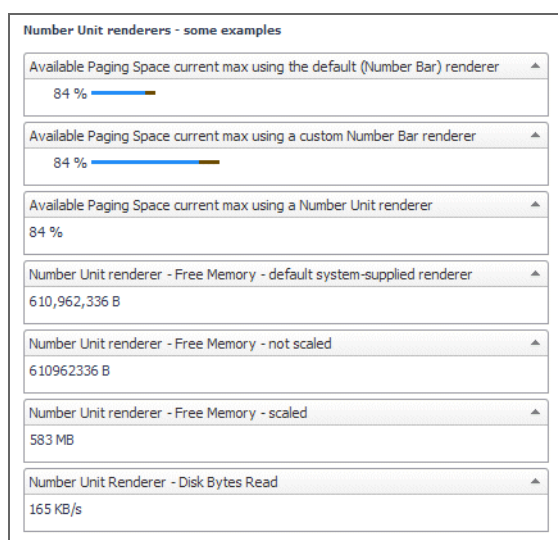 Number Unit renderers - some examples
Available Paging Space current max using the default (Number Bar) renderer
84 %
Available Paging Space current max using a custom Number Bar renderer
84 %
Available Paging Space current max using a Number Unit renderer
84 %
Number Unit renderer - Free Memory - default system-supplied renderer
610,962,336 B
Number Unit renderer - Free Memory - not scaled
610962336 B
Number Unit renderer - Free Memory - scaled
583 MB
Number Unit Renderer - Disk Bytes Read
165 KB/s